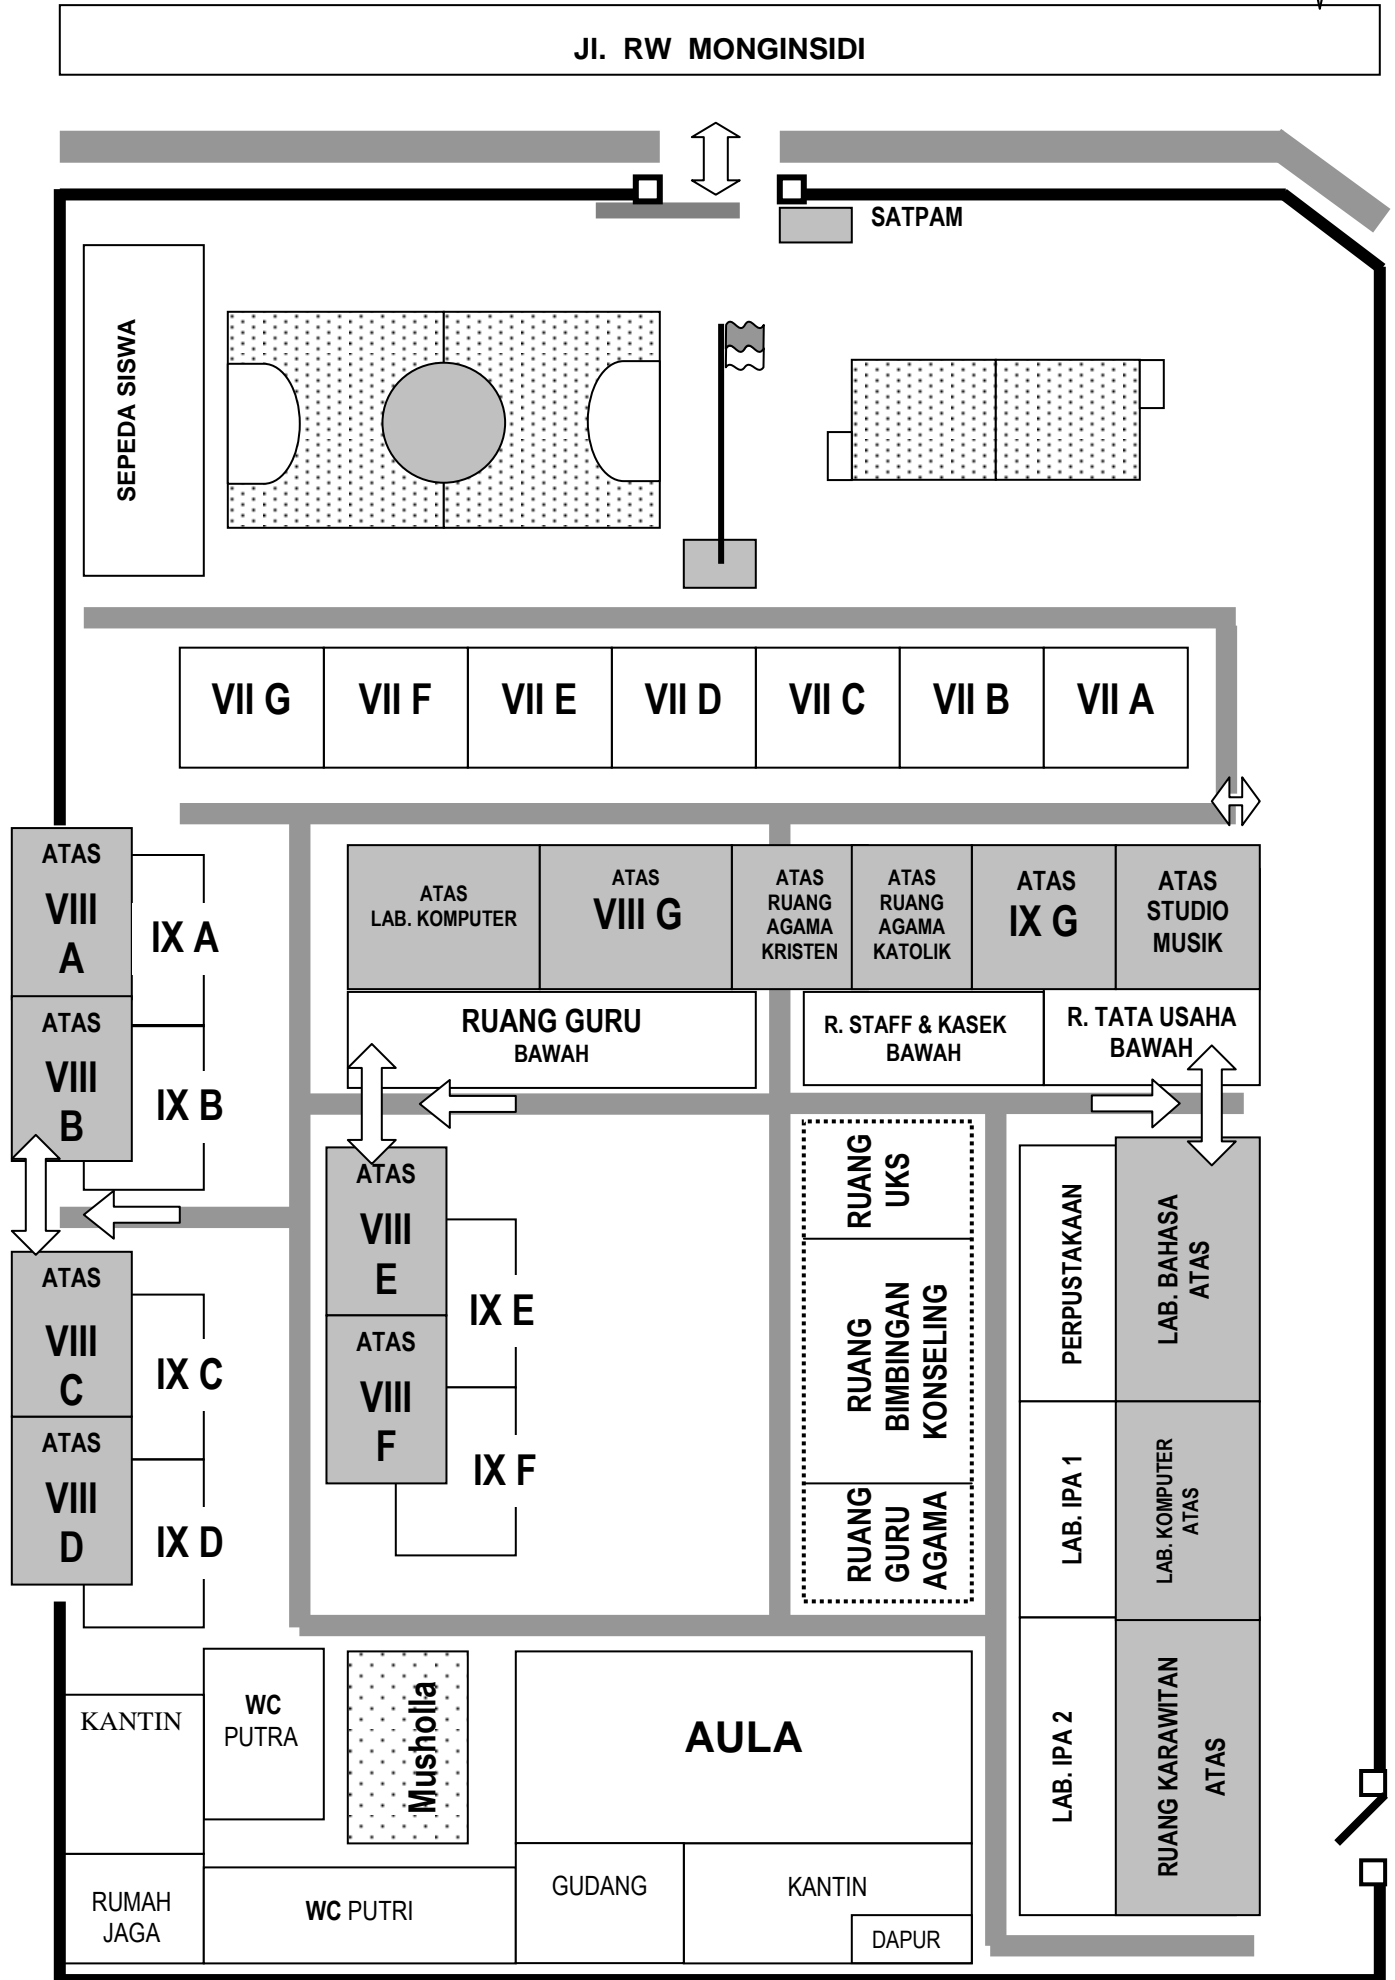 Jl. RW MONGINSIDI
SATPAM
SEPEDA SISWA
VII G
VII F
VII E
VII D
VII C
VII B
VII A
ATAS
VIII
A
IX A
ATAS
VIII
B
IX B
ATAS
LAB. KOMPUTER
ATAS
VIII G
ATAS
RUANG
AGAMA
KRISTEN
ATAS
RUANG
AGAMA
KATOLIK
ATAS
IX G
ATAS
STUDIO
MUSIK
RUANG GURU
BAWAH
R. STAFF & KASEK
BAWAH
R. TATA USAHA
BAWAH
ATAS
VIII
C
IX C
ATAS
VIII
D
IX D
ATAS
VIII
E
IX E
ATAS
VIII
F
IX F
RUANG
UKS
RUANG
BIMBINGAN
KONSELING
RUANG
GURU
AGAMA
PERPUSTAKAAN
LAB. BAHASA
ATAS
LAB. IPA 1
LAB. KOMPUTER
ATAS
LAB. IPA 2
RUANG KARAWITAN
ATAS
KANTIN
WC
PUTRA
Musholla
AULA
RUMAH
JAGA
WC PUTRI
GUDANG
KANTIN
DAPUR